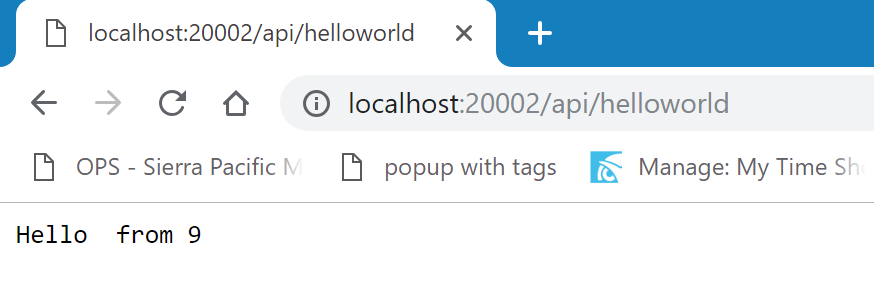 localhost:20002/api/helloworld
localhost:20002/api/helloworld
OPS - Sierra Pacific M popup with tags Manage: My Time Sh
Hello  from 9